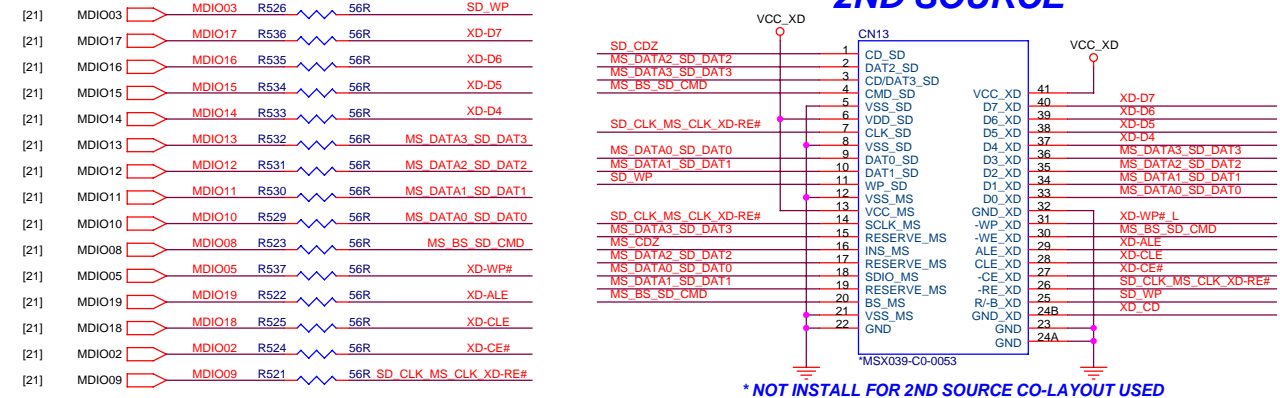 2ND SOURCE
[21] MDIO03 MDIO03 R526 56R SD_WP
[21] MDIO17 MDIO17 R536 56R XD-D7
[21] MDIO16 MDIO16 R535 56R XD-D6
[21] MDIO15 MDIO15 R534 56R XD-D5
[21] MDIO14 MDIO14 R533 56R XD-D4
[21] MDIO13 MDIO13 R532 56R MS_DATA3_SD_DAT3
[21] MDIO12 MDIO12 R531 56R MS_DATA2_SD_DAT2
[21] MDIO11 MDIO11 R530 56R MS_DATA1_SD_DAT1
[21] MDIO10 MDIO10 R529 56R MS_DATA0_SD_DAT0
[21] MDIO08 MDIO08 R523 56R MS_BS_SD_CMD
[21] MDIO05 MDIO05 R537 56R XD-WP#
[21] MDIO19 MDIO19 R522 56R XD-ALE
[21] MDIO18 MDIO18 R525 56R XD-CLE
[21] MDIO02 MDIO02 R524 56R XD-CE#
[21] MDIO09 MDIO09 R521 56R SD_CLK_MS_CLK_XD-RE#
VCC_XD
CN13
VCC_XD
SD_CDZ 1 CD_SD
MS_DATA2_SD_DAT2 2 DAT2_SD
MS_DATA3_SD_DAT3 3 CD/DAT3_SD
MS_BS_SD_CMD 4 CMD_SD
5 VSS_SD
6 VDD_SD
SD_CLK_MS_CLK_XD-RE# 7 CLK_SD
8 VSS_SD
MS_DATA0_SD_DAT0 9 DAT0_SD
MS_DATA1_SD_DAT1 10 DAT1_SD
SD_WP 11 WP_SD
12 VSS_MS
13 VCC_MS
SD_CLK_MS_CLK_XD-RE# 14 SCLK_MS
MS_DATA3_SD_DAT3 15 RESERVE_MS
MS_CDZ 16 INS_MS
MS_DATA2_SD_DAT2 17 RESERVE_MS
MS_DATA0_SD_DAT0 18 SDIO_MS
MS_DATA1_SD_DAT1 19 RESERVE_MS
MS_BS_SD_CMD 20 BS_MS
21 VSS_MS
22 GND
VCC_XD 41
D7_XD 40 XD-D7
D6_XD 39 XD-D6
D5_XD 38 XD-D5
D4_XD 37 XD-D4
D3_XD 36 MS_DATA3_SD_DAT3
D2_XD 35 MS_DATA2_SD_DAT2
D1_XD 34 MS_DATA1_SD_DAT1
D0_XD 33 MS_DATA0_SD_DAT0
GND_XD 32
-WP_XD 31 XD-WP#_L
-WE_XD 30 MS_BS_SD_CMD
ALE_XD 29 XD-ALE
CLE_XD 28 XD-CLE
-CE_XD 27 XD-CE#
-RE_XD 26 SD_CLK_MS_CLK_XD-RE#
R/-B_XD 25 SD_WP
GND_XD 24B XD_CD
GND 23
GND 24A
*MSX039-C0-0053
* NOT INSTALL FOR 2ND SOURCE CO-LAYOUT USED